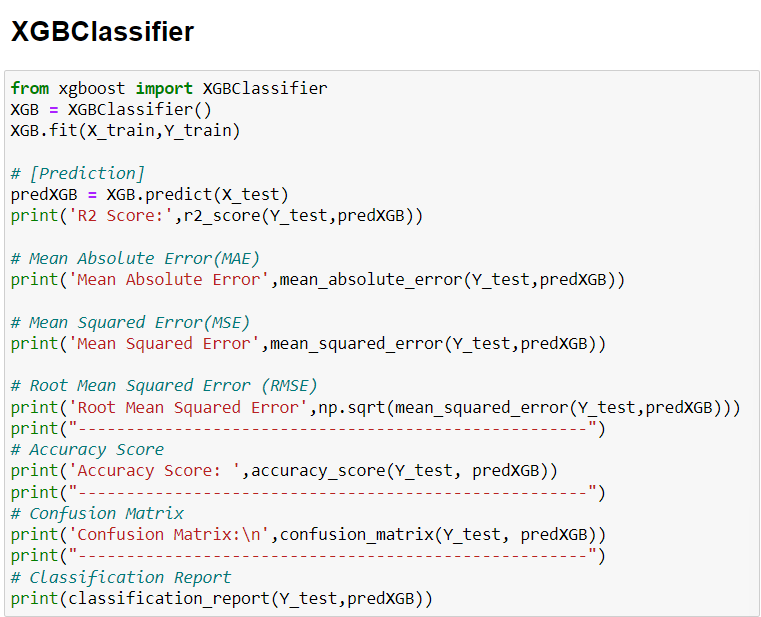 XGBClassifier
from xgboost import XGBClassifier
XGB = XGBClassifier()
XGB.fit(X_train,Y_train)
# [Prediction]
predXGB = XGB.predict(X_test)
print('R2 Score:',r2_score(Y_test,predXGB))
# Mean Absolute Error(MAE)
print('Mean Absolute Error',mean_absolute_error(Y_test,predXGB))
# Mean Squared Error(MSE)
print('Mean Squared Error',mean_squared_error(Y_test,predXGB))
# Root Mean Squared Error (RMSE)
print('Root Mean Squared Error',np.sqrt(mean_squared_error(Y_test,predXGB)))
print("-----------------------------------------------------")
# Accuracy Score
print('Accuracy Score: ',accuracy_score(Y_test, predXGB))
print("-----------------------------------------------------")
# Confusion Matrix
print('Confusion Matrix:\n',confusion_matrix(Y_test, predXGB))
print("-----------------------------------------------------")
# Classification Report
print(classification_report(Y_test,predXGB))